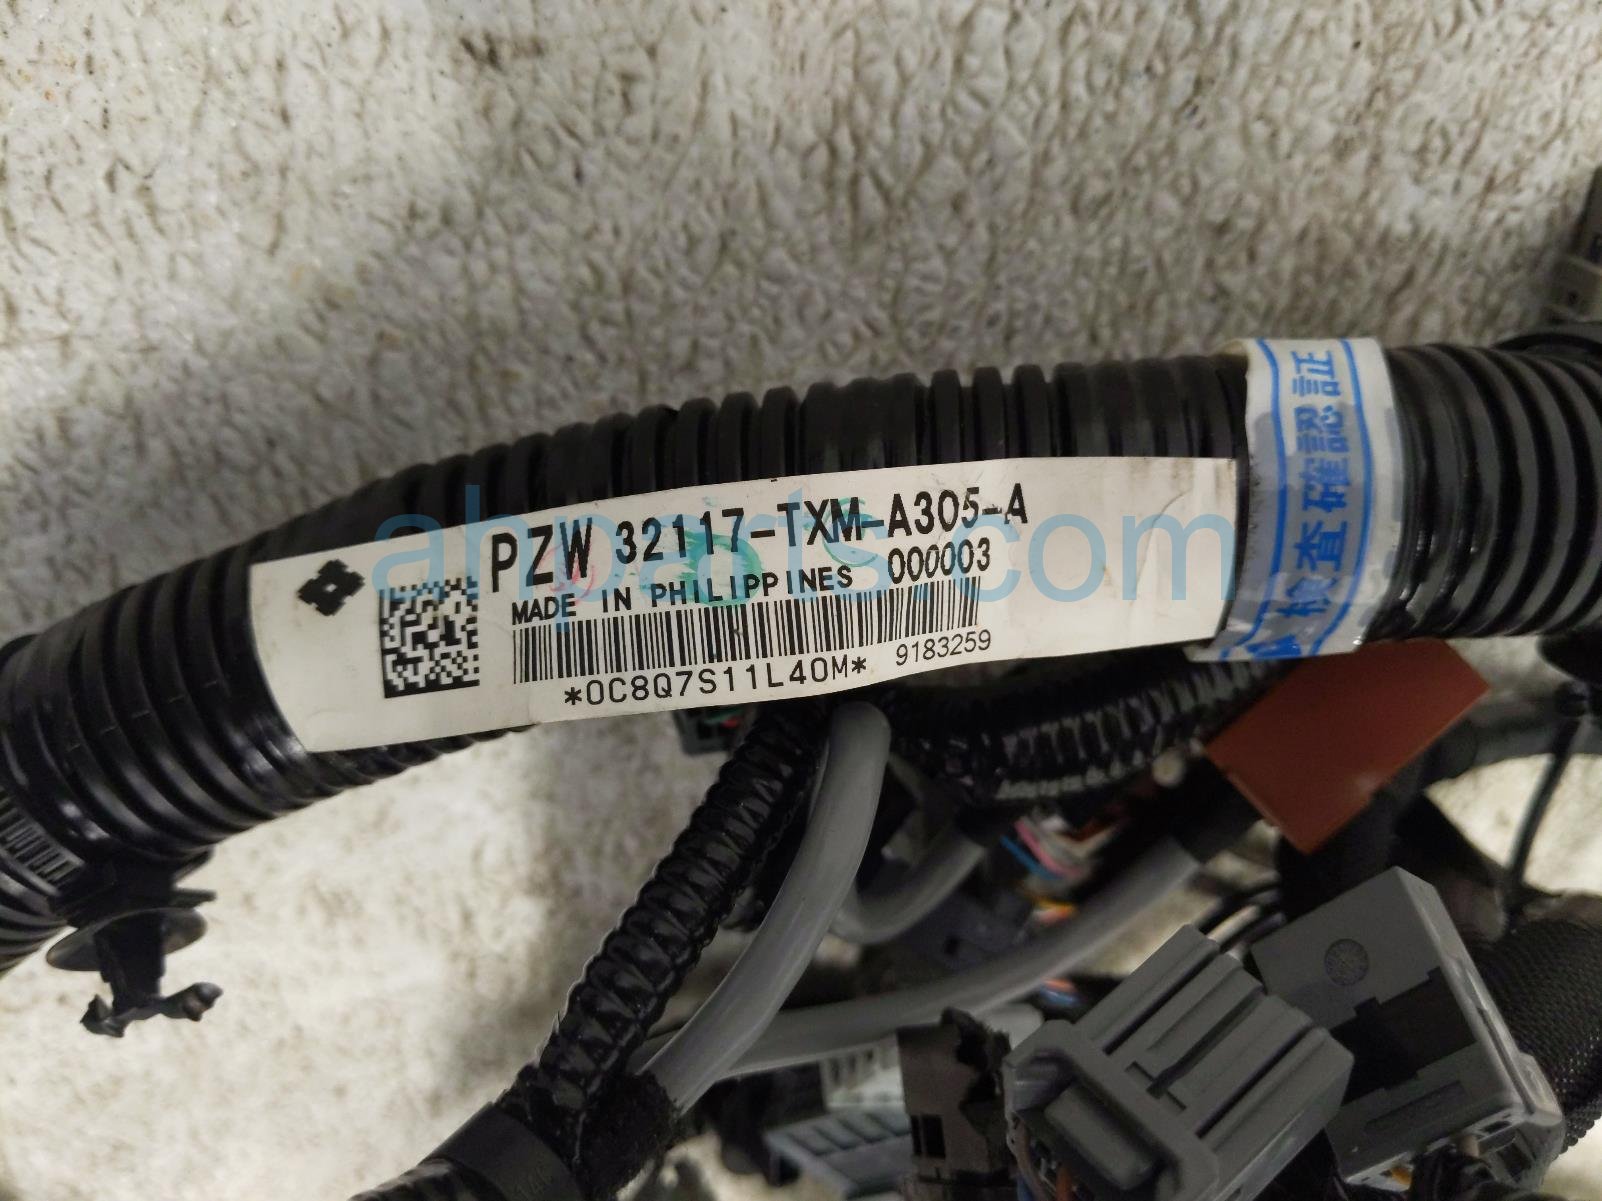 PZW 32117-TXM-A305-A
MADE IN PHILIPPINES 000003
*0C8Q7S11L40M* 9183259
検査確認証
ahparts.com